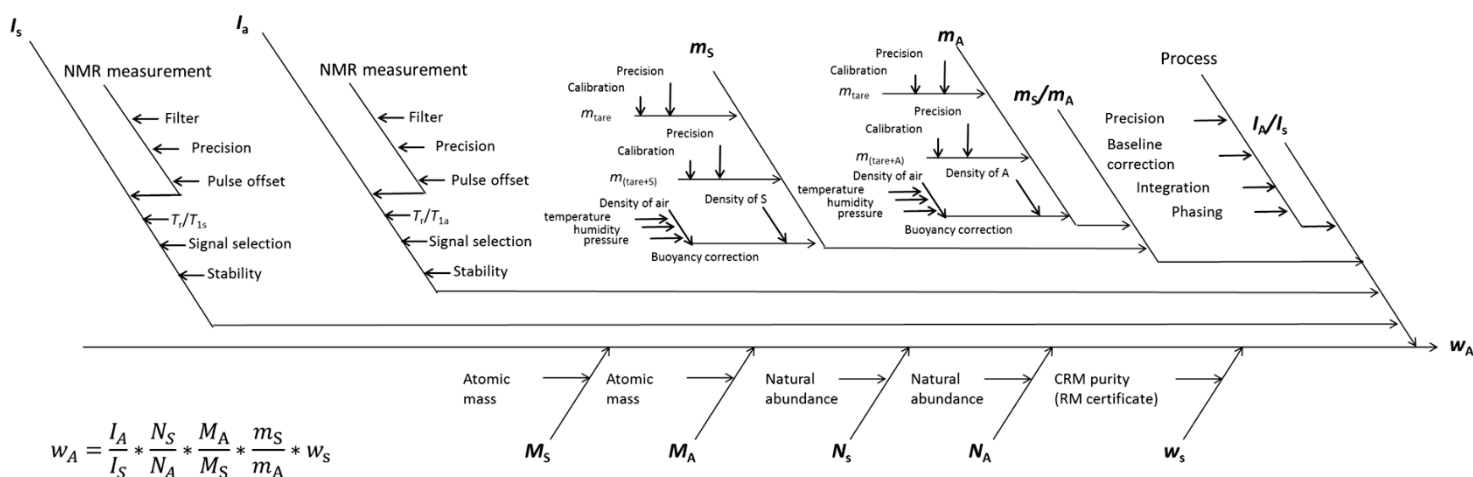 I_s
NMR measurement
Filter
Precision
Pulse offset
T_r/T_1s
Signal selection
Stability
I_a
NMR measurement
Filter
Precision
Pulse offset
T_r/T_1a
Signal selection
Stability
m_S
Precision
Calibration
m_tare
Precision
Calibration
m_(tare+S)
Density of air
Density of S
temperature
humidity
pressure
Buoyancy correction
m_A
Precision
Calibration
m_tare
Precision
Calibration
m_(tare+A)
Density of air
Density of A
temperature
humidity
pressure
Buoyancy correction
m_S/m_A
Process
Precision
Baseline
correction
Integration
Phasing
I_A/I_s
w_A
Atomic
mass
M_S
Atomic
mass
M_A
Natural
abundance
N_s
Natural
abundance
N_A
CRM purity
(RM certificate)
w_s
w_A = I_A/I_S * N_S/N_A * M_A/M_S * m_S/m_A * w_s